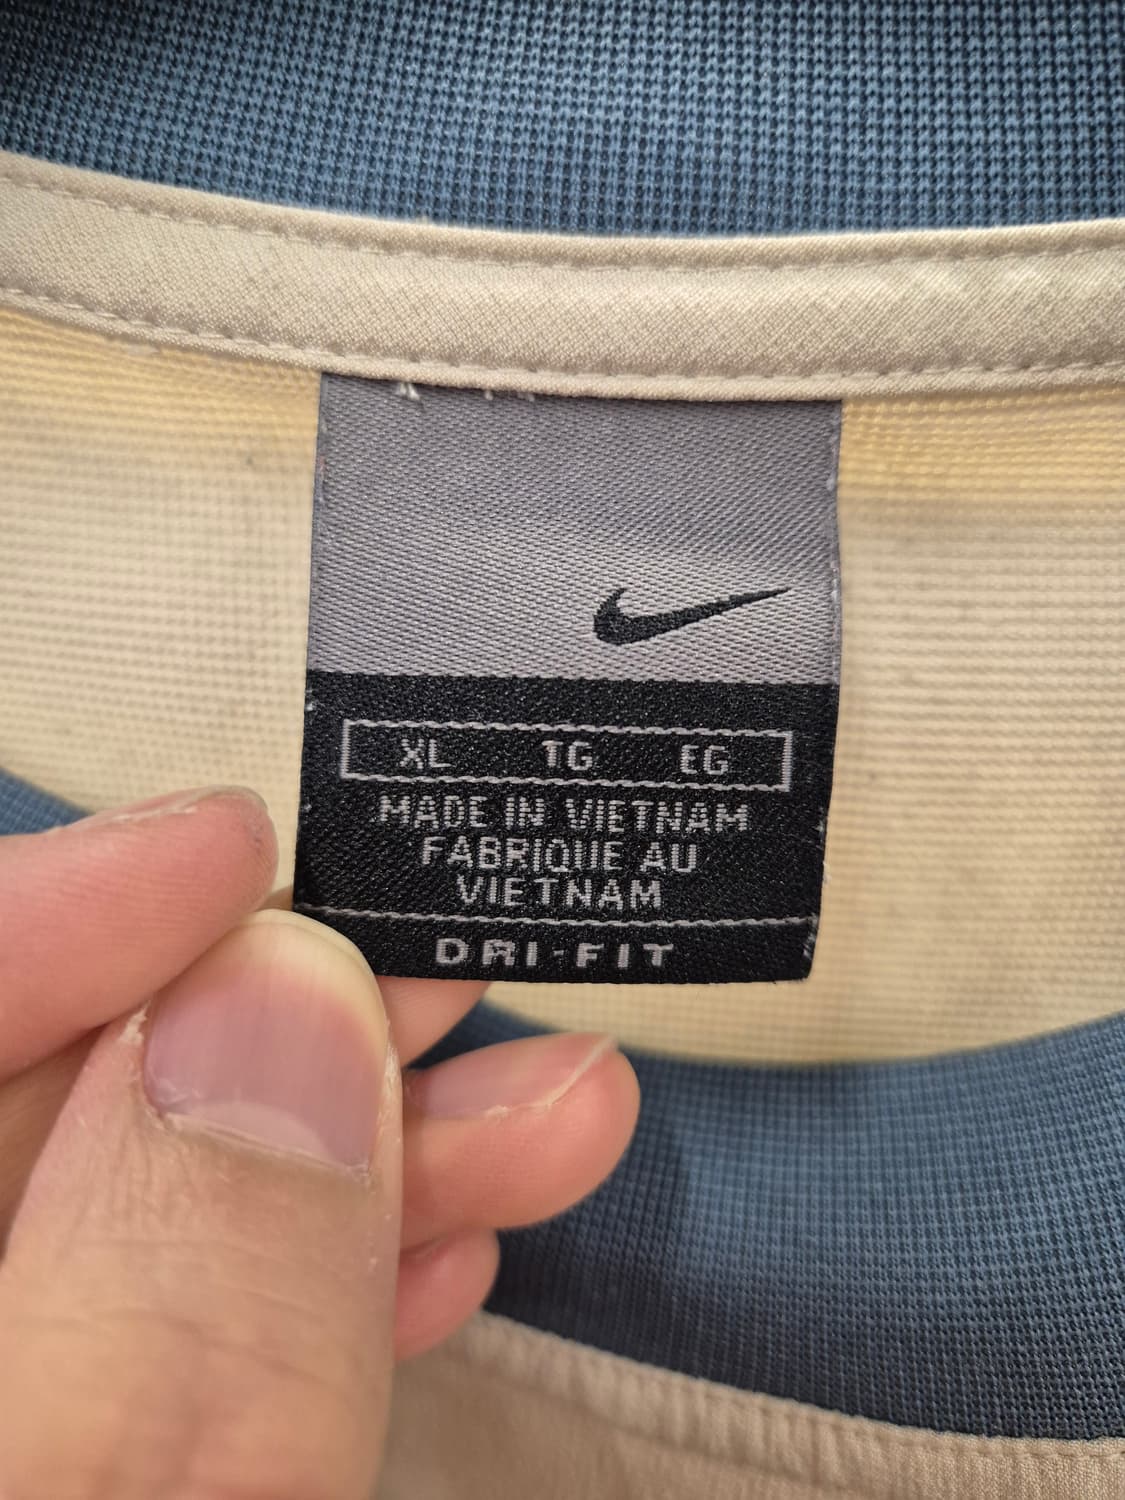 XL TG EG
MADE IN VIETNAM
FABRIQUE AU
VIETNAM
DRI-FIT